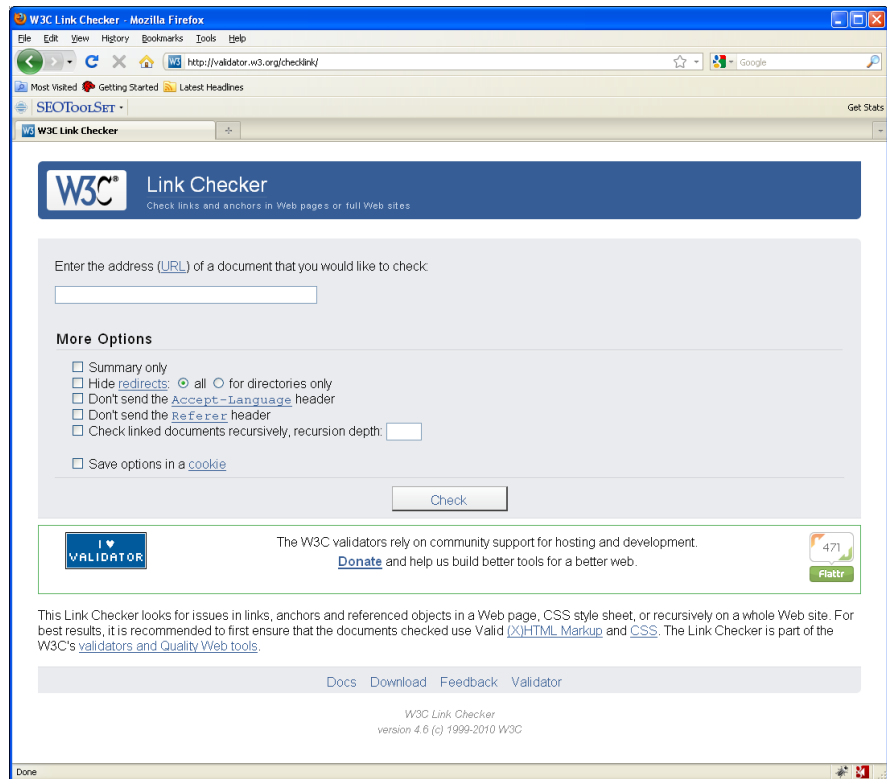 W3C Link Checker - Mozilla Firefox
File Edit View History Bookmarks Tools Help
W3 http://validator.w3.org/checklink/ Google
Most Visited Getting Started Latest Headlines
SEOToolSet Get Stats
W3 W3C Link Checker
W3C® Link Checker
Check links and anchors in Web pages or full Web sites
Enter the address (URL) of a document that you would like to check:
More Options
Summary only
Hide redirects: all for directories only
Don't send the Accept-Language header
Don't send the Referer header
Check linked documents recursively, recursion depth:
Save options in a cookie
Check
I ♥
VALIDATOR
The W3C validators rely on community support for hosting and development.
Donate and help us build better tools for a better web.
471
Flattr
This Link Checker looks for issues in links, anchors and referenced objects in a Web page, CSS style sheet, or recursively on a whole Web site. For
best results, it is recommended to first ensure that the documents checked use Valid (X)HTML Markup and CSS. The Link Checker is part of the
W3C's validators and Quality Web tools.
Docs Download Feedback Validator
W3C Link Checker
version 4.6 (c) 1999-2010 W3C
Done